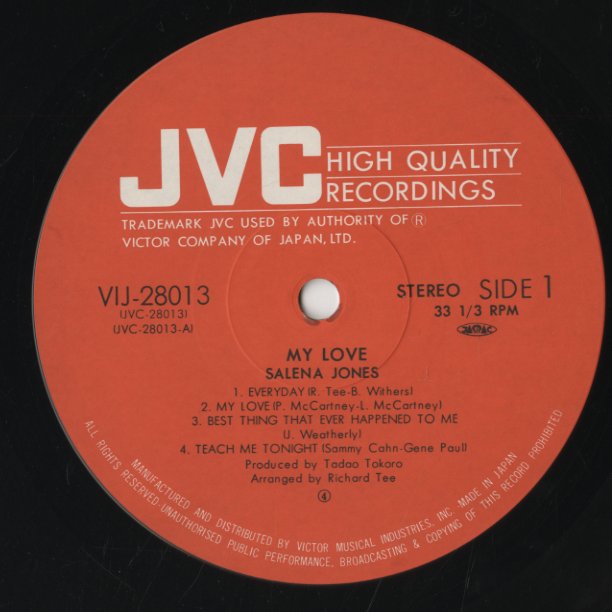 JVC HIGH QUALITY
RECORDINGS
TRADEMARK JVC USED BY AUTHORITY OF Ⓡ
VICTOR COMPANY OF JAPAN, LTD.
VIJ-28013
(JVC-28013)
(JVC-28013-A)
STEREO SIDE 1
33 1/3 RPM
JASRAC
MY LOVE
SALENA JONES
1. EVERYDAY (R. Tee-B. Withers)
2. MY LOVE (P. McCartney-L. McCartney)
3. BEST THING THAT EVER HAPPENED TO ME
(J. Weatherly)
4. TEACH ME TONIGHT (Sammy Cahn-Gene Paul)
Produced by Tadao Tokoro
Arranged by Richard Tee
④
MANUFACTURED AND DISTRIBUTED BY VICTOR MUSICAL INDUSTRIES, INC. MADE IN JAPAN
ALL RIGHTS RESERVED-UNAUTHORISED PUBLIC PERFORMANCE, BROADCASTING & COPYING OF THIS RECORD PROHIBITED